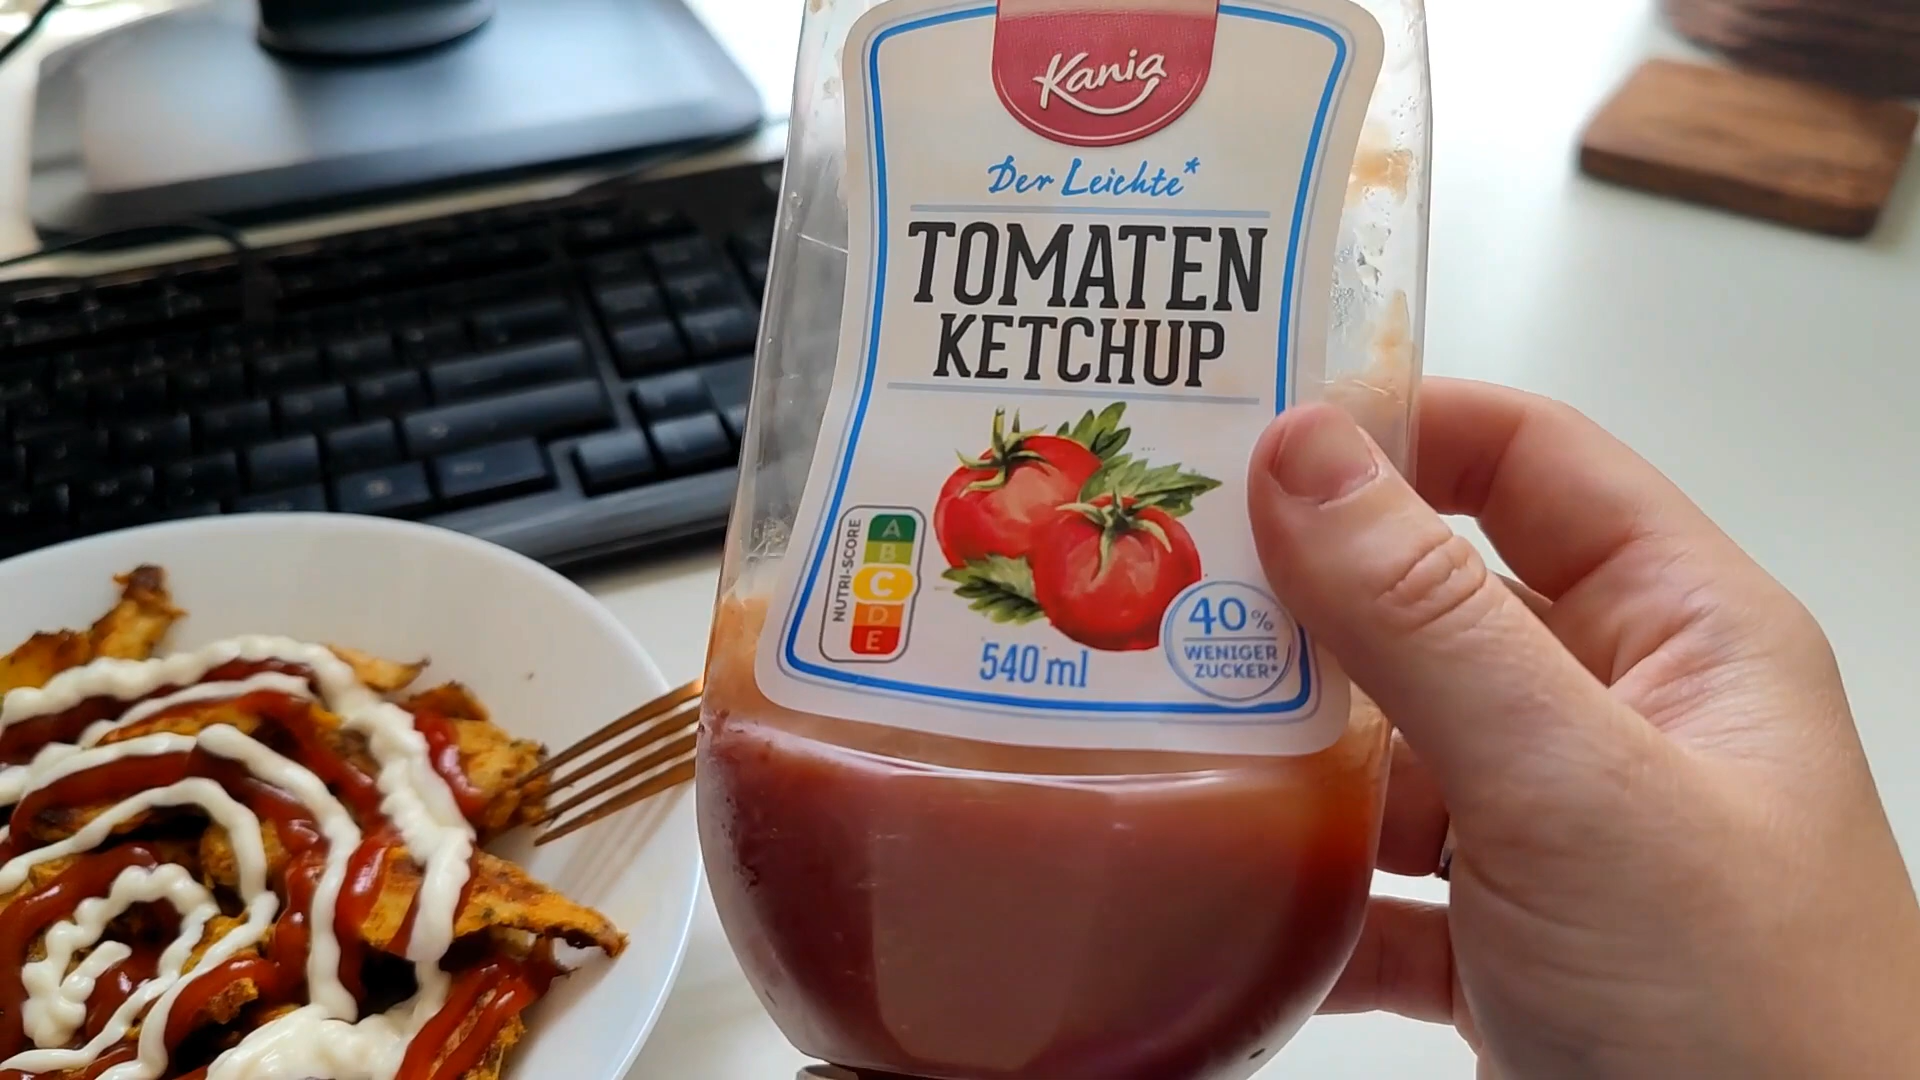 Kania
Der Leichte*
TOMATEN
KETCHUP
NUTRI-SCORE
A
B
C
D
E
540 ml
40%
WENIGER
ZUCKER*